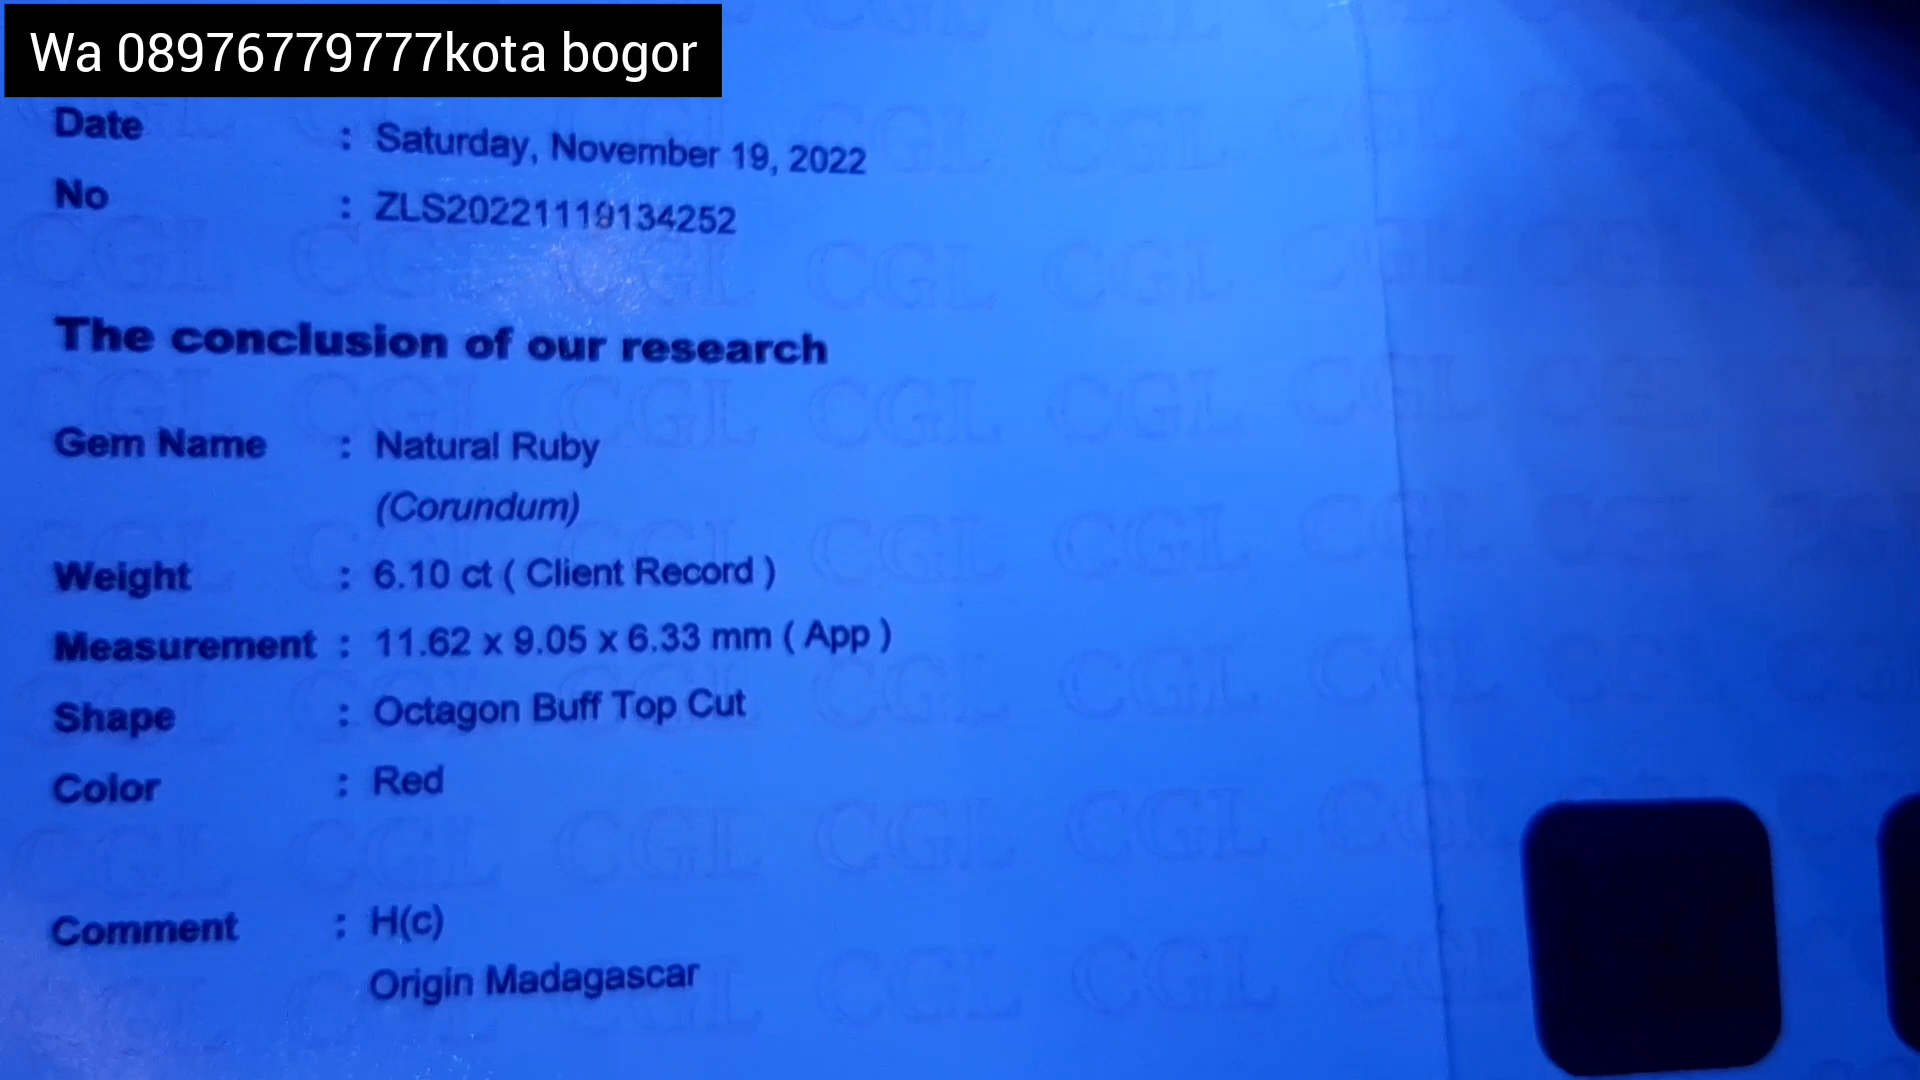 Wa 08976779777kota bogor
Date : Saturday, November 19, 2022
No : ZLS20221119134252
The conclusion of our research
Gem Name : Natural Ruby
(Corundum)
Weight : 6.10 ct ( Client Record )
Measurement : 11.62 x 9.05 x 6.33 mm ( App )
Shape : Octagon Buff Top Cut
Color : Red
Comment : H(c)
Origin Madagascar
CGL